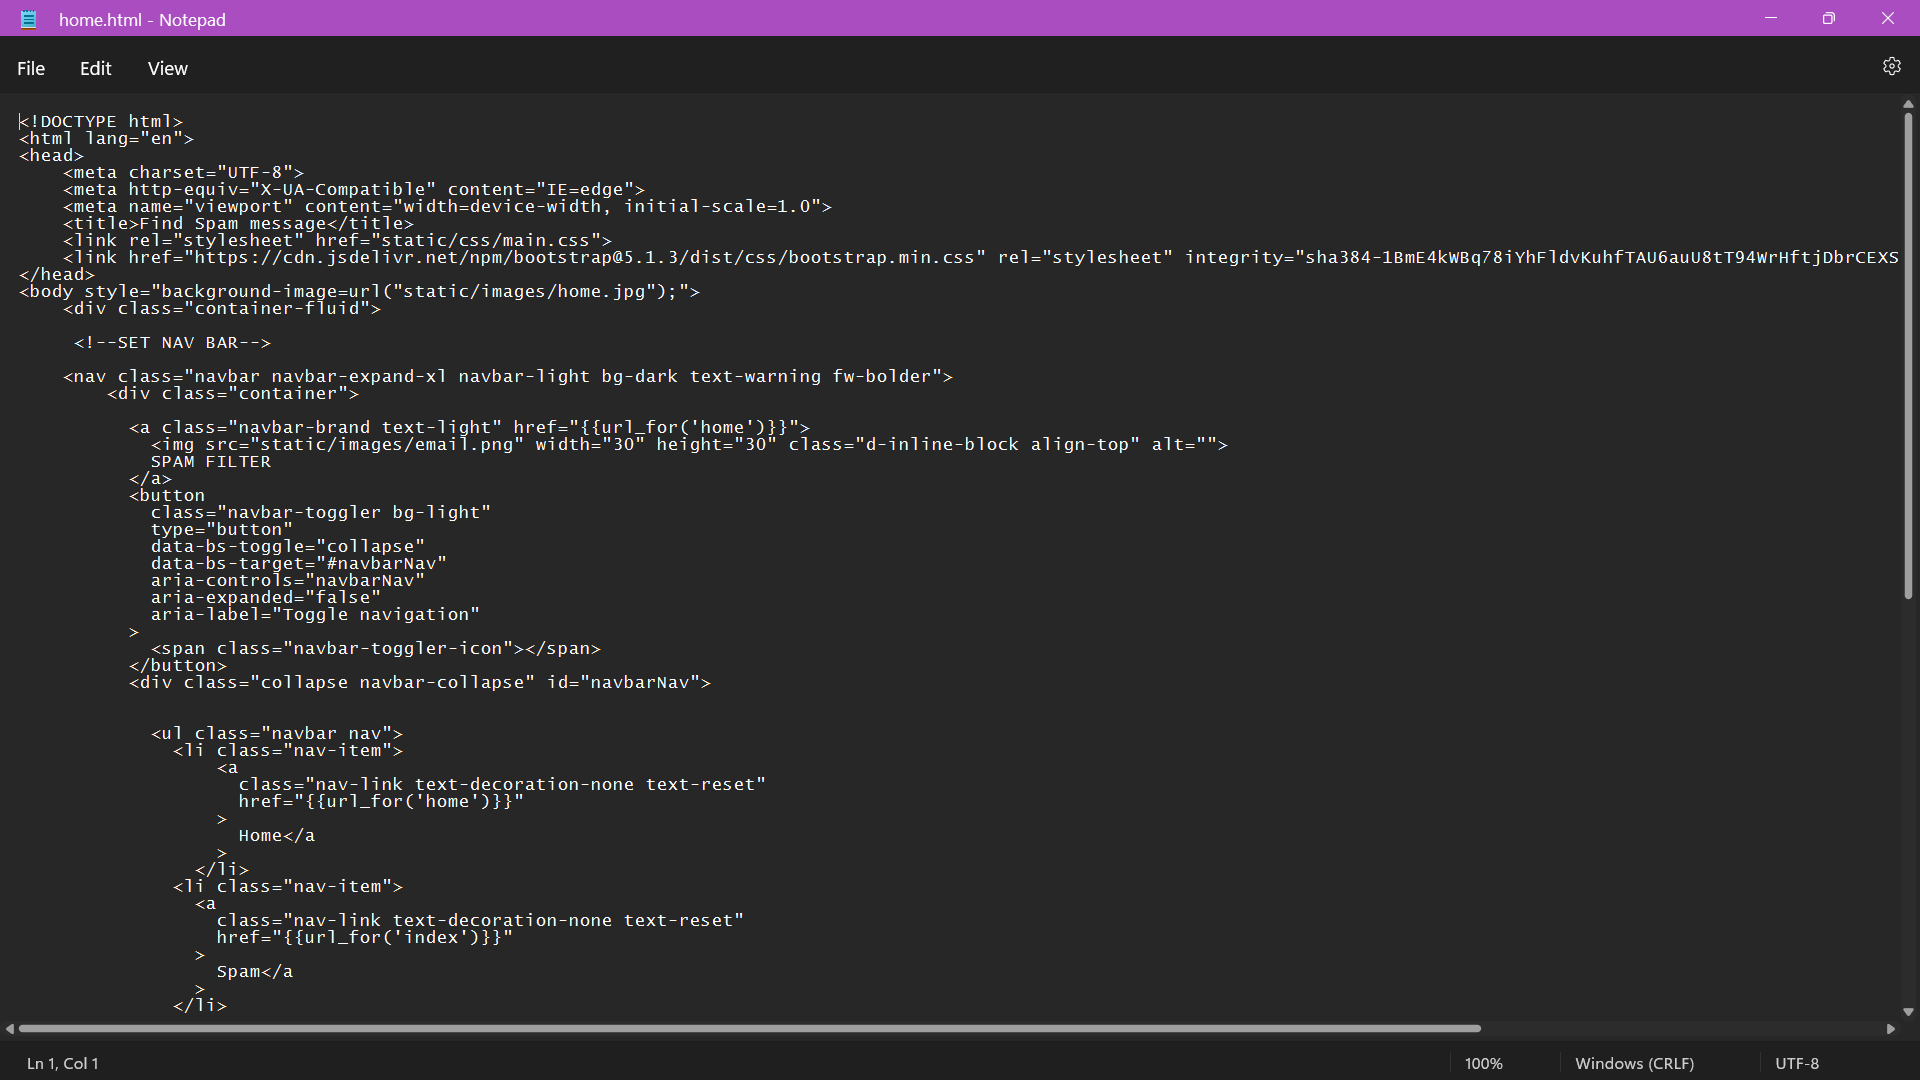 home.html - Notepad
File Edit View
<!DOCTYPE html>
<html lang="en">
<head>
    <meta charset="UTF-8">
    <meta http-equiv="X-UA-Compatible" content="IE=edge">
    <meta name="viewport" content="width=device-width, initial-scale=1.0">
    <title>Find Spam message</title>
    <link rel="stylesheet" href="static/css/main.css">
    <link href="https://cdn.jsdelivr.net/npm/bootstrap@5.1.3/dist/css/bootstrap.min.css" rel="stylesheet" integrity="sha384-1BmE4kWBq78iYhFldvKuhfTAU6auU8tT94WrHftjDbrCEXS
</head>
<body style="background-image=url("static/images/home.jpg");">
    <div class="container-fluid">
     <!--SET NAV BAR-->
    <nav class="navbar navbar-expand-xl navbar-light bg-dark text-warning fw-bolder">
        <div class="container">
          <a class="navbar-brand text-light" href="{{url_for('home')}}">
            <img src="static/images/email.png" width="30" height="30" class="d-inline-block align-top" alt="">
            SPAM FILTER
          </a>
          <button
            class="navbar-toggler bg-light"
            type="button"
            data-bs-toggle="collapse"
            data-bs-target="#navbarNav"
            aria-controls="navbarNav"
            aria-expanded="false"
            aria-label="Toggle navigation"
          >
            <span class="navbar-toggler-icon"></span>
          </button>
          <div class="collapse navbar-collapse" id="navbarNav">
            <ul class="navbar nav">
              <li class="nav-item">
                  <a
                    class="nav-link text-decoration-none text-reset"
                    href="{{url_for('home')}}"
                  >
                    Home</a
                  >
                </li>
              <li class="nav-item">
                <a
                  class="nav-link text-decoration-none text-reset"
                  href="{{url_for('index')}}"
                >
                  Spam</a
                >
              </li>
Ln 1, Col 1
100%
Windows (CRLF)
UTF-8